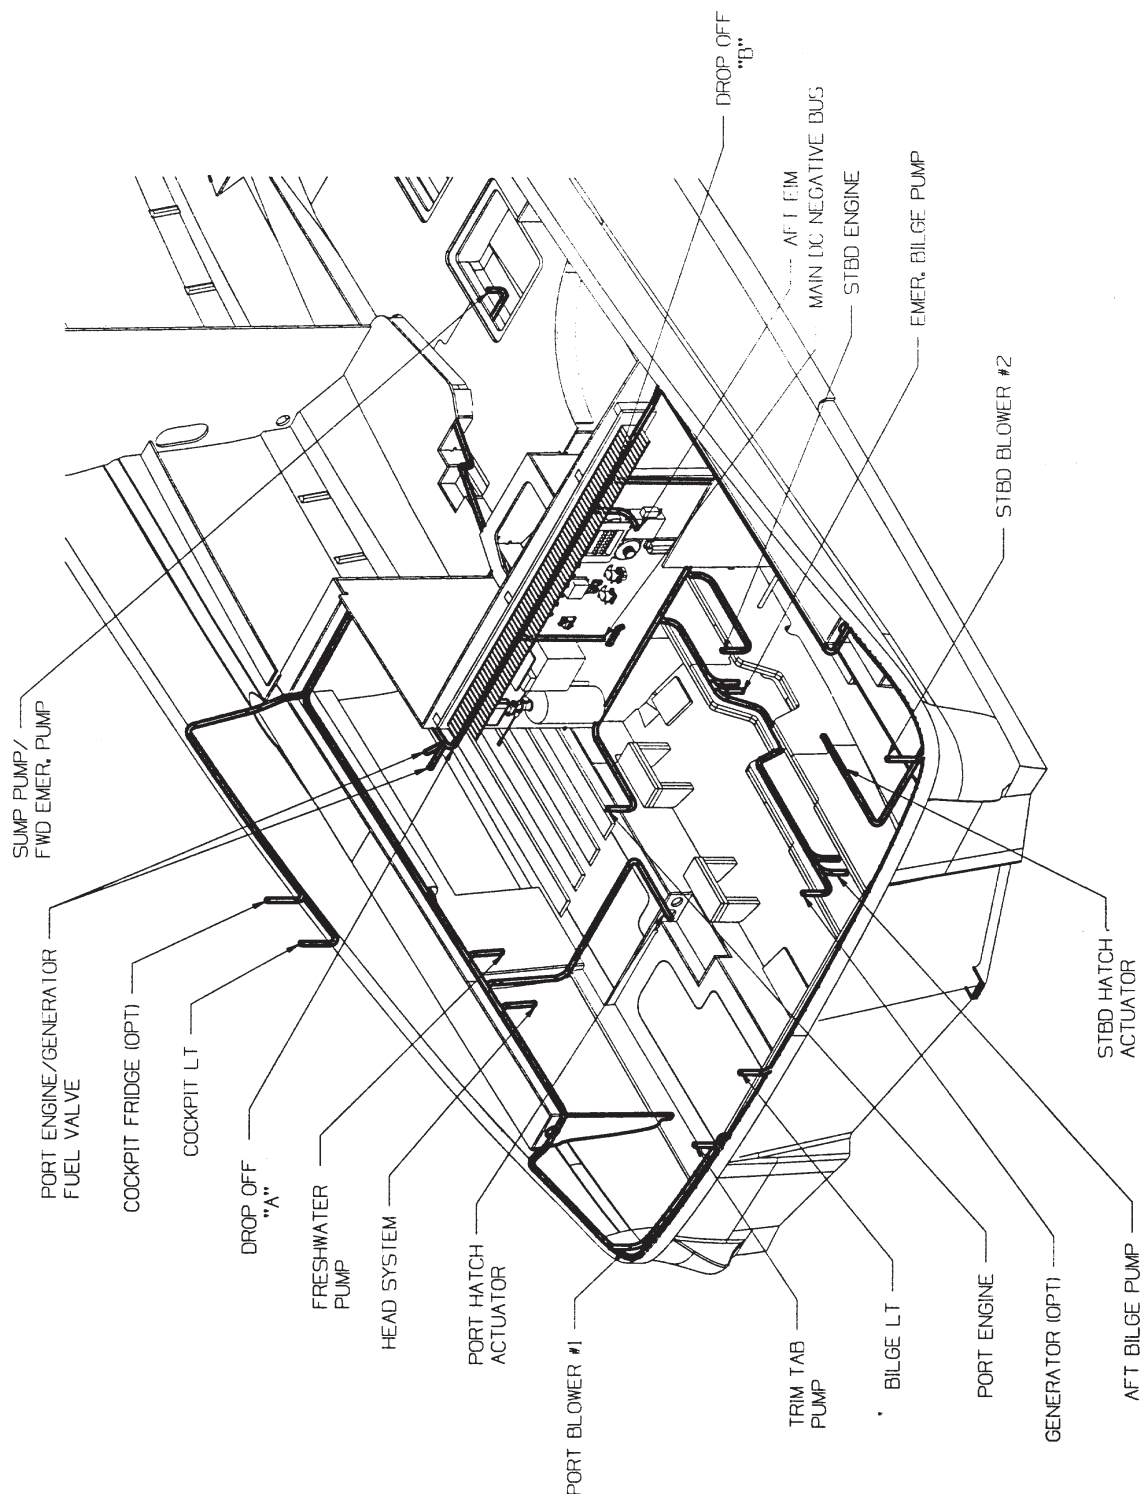 SUMP PUMP/
FWD EMER. PUMP
PORT ENGINE/GENERATOR
FUEL VALVE
COCKPIT FRIDGE (OPT)
COCKPIT LT
DROP OFF
"A"
FRESHWATER
PUMP
HEAD SYSTEM
PORT HATCH
ACTUATOR
PORT BLOWER #1
TRIM TAB
PUMP
BILGE LT
PORT ENGINE
GENERATOR (OPT)
AFT BILGE PUMP
STBD HATCH
ACTUATOR
STBD BLOWER #2
EMER. BILGE PUMP
STBD ENGINE
MAIN DC NEGATIVE BUS
AFT
DROP OFF
"B"